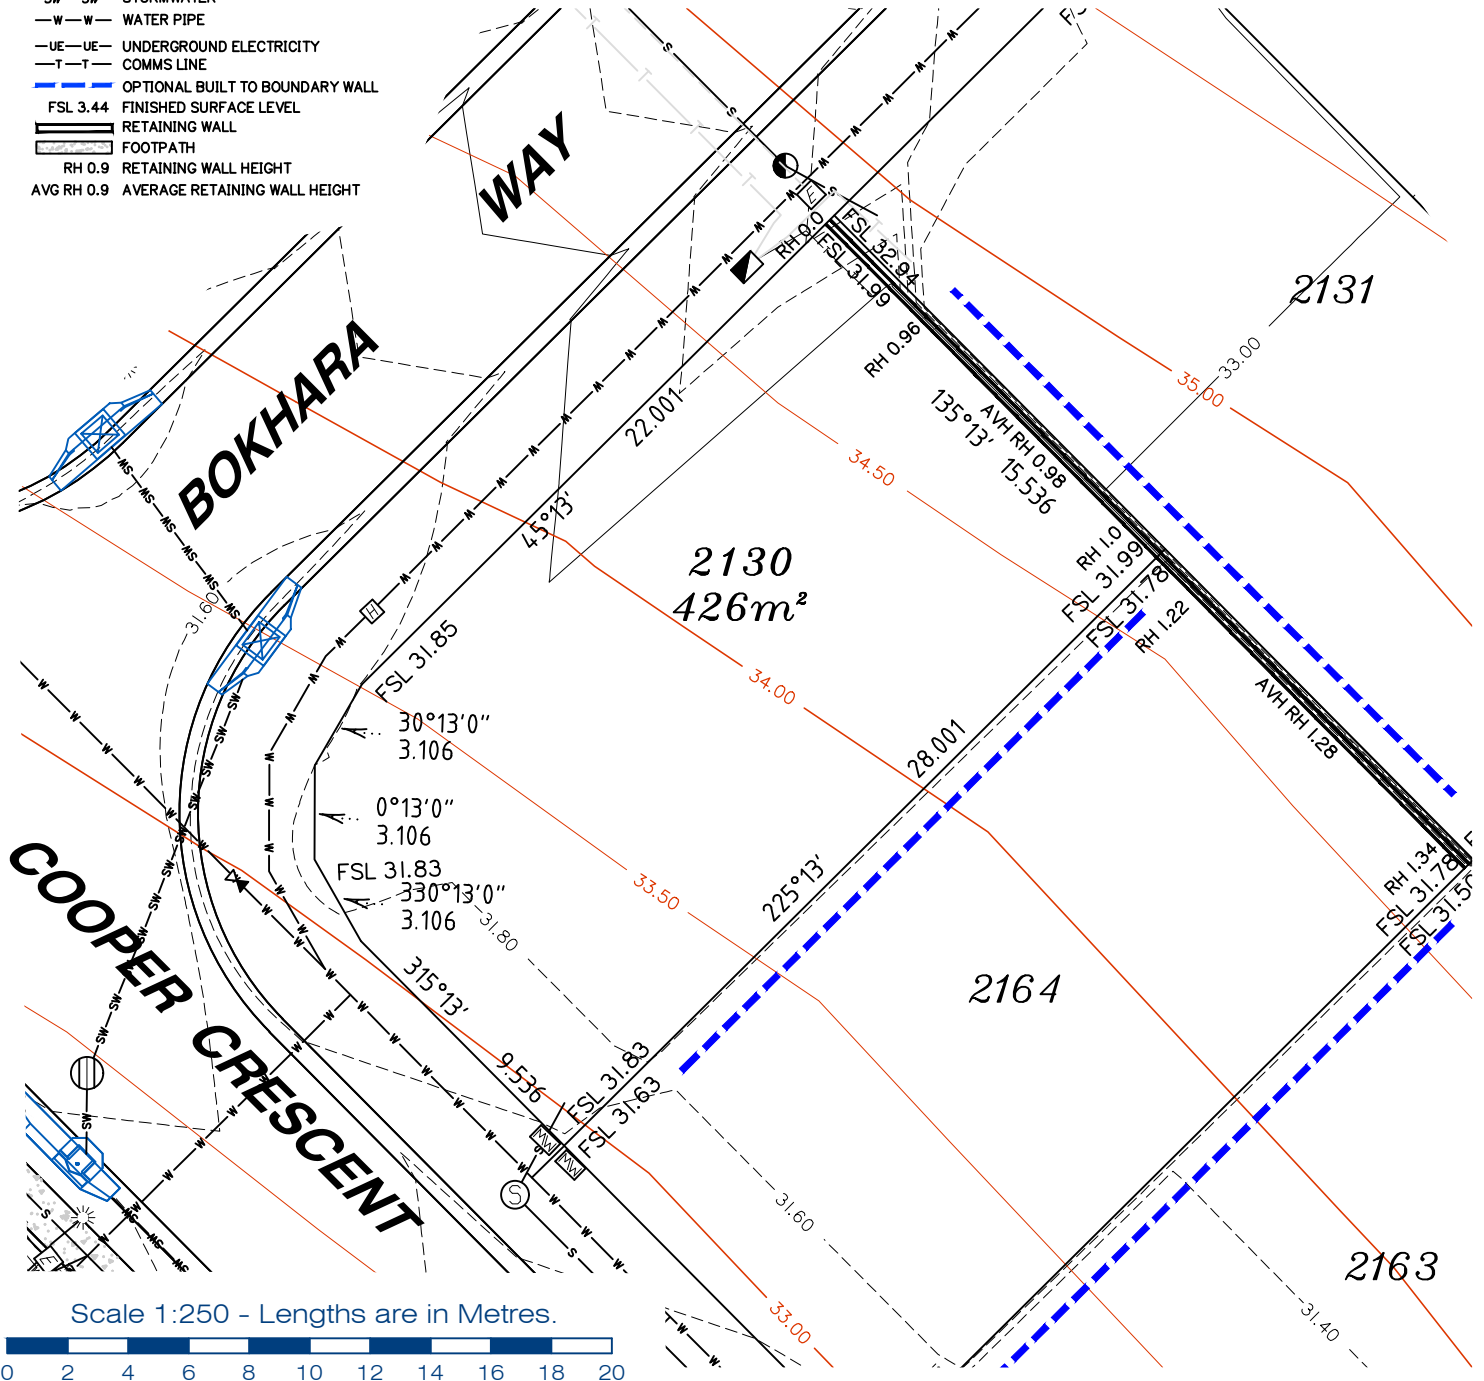 WATER PIPE
UNDERGROUND ELECTRICITY
COMMS LINE
OPTIONAL BUILT TO BOUNDARY WALL
FSL 3.44 FINISHED SURFACE LEVEL
RETAINING WALL
FOOTPATH
RH 0.9 RETAINING WALL HEIGHT
AVG RH 0.9 AVERAGE RETAINING WALL HEIGHT
WAY
BOKHARA
COOPER CRESCENT
2131
2130
426m²
2164
2163
RH 0.0
FSL 32.94
FSL 31.99
RH 0.96
AVH RH 0.98
135°13'
15.536
33.00
35.00
34.50
22.001
45°13'
RH 1.0
FSL 31.99
FSL 31.78
RH 1.22
AVH RH 1.28
31.60
FSL 31.85
34.00
30°13'0"
3.106
0°13'0"
3.106
FSL 31.83
330°13'0"
3.106
33.50
31.80
28.001
225°13'
315°13'
9.536
FSL 31.83
FSL 31.63
MW
MW
S
H
E
E
RH 1.34
FSL 31.78
31.60
31.40
33.00
Scale 1:250 - Lengths are in Metres.
0 2 4 6 8 10 12 14 16 18 20